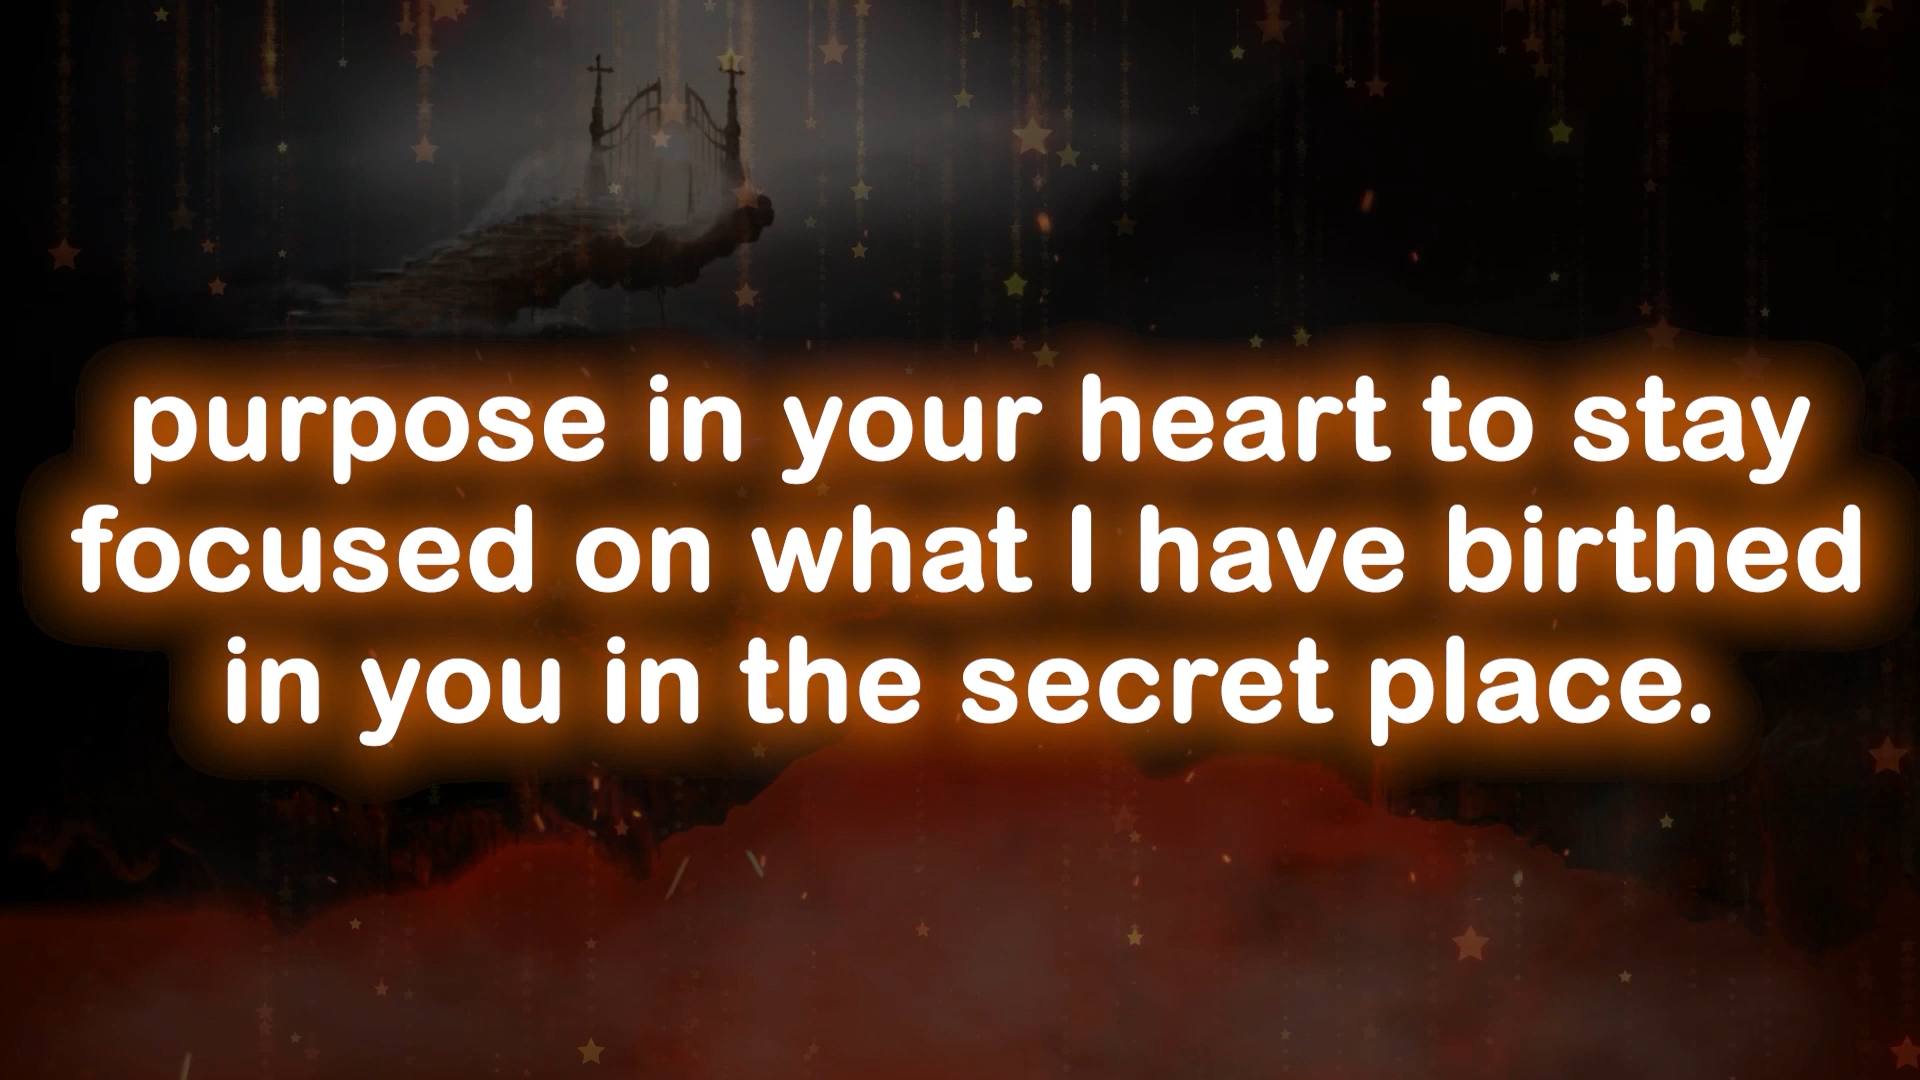 purpose in your heart to stay
focused on what I have birthed
in you in the secret place.